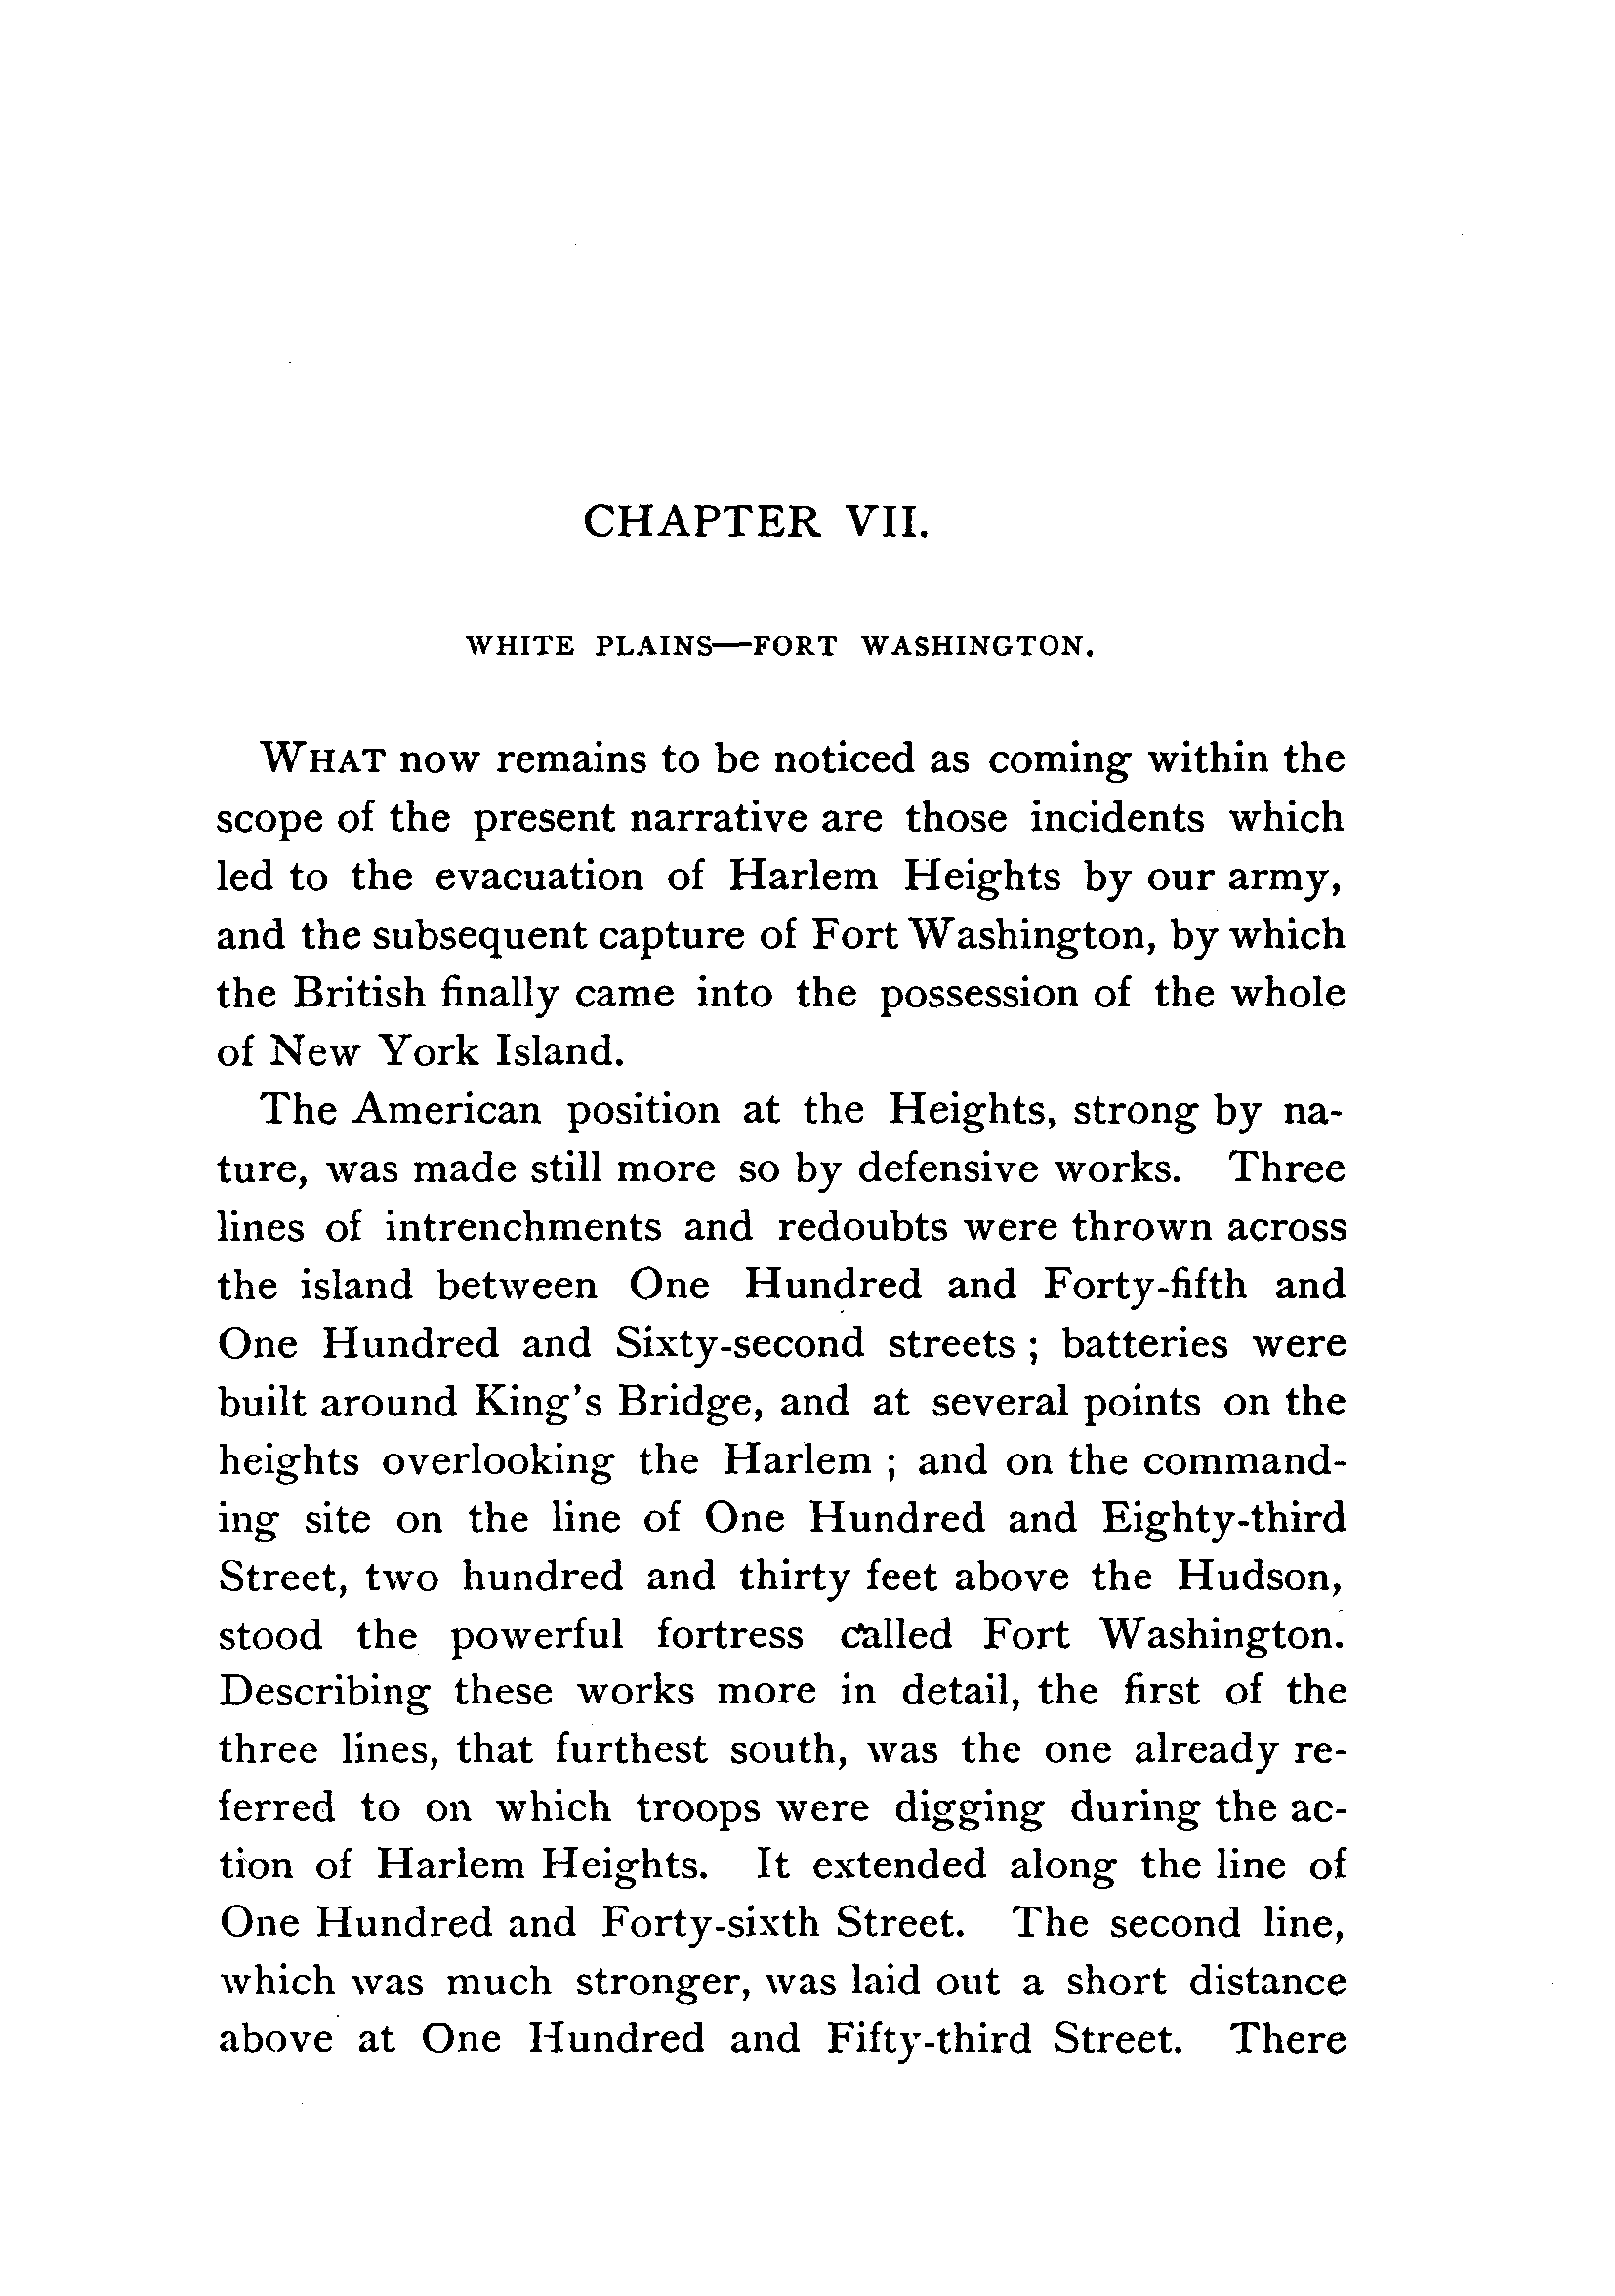 CHAPTER VII.
WHITE PLAINS—FORT WASHINGTON.
WHAT now remains to be noticed as coming within the
scope of the present narrative are those incidents which
led to the evacuation of Harlem Heights by our army,
and the subsequent capture of Fort Washington, by which
the British finally came into the possession of the whole
of New York Island.
The American position at the Heights, strong by na-
ture, was made still more so by defensive works. Three
lines of intrenchments and redoubts were thrown across
the island between One Hundred and Forty-fifth and
One Hundred and Sixty-second streets ; batteries were
built around King's Bridge, and at several points on the
heights overlooking the Harlem ; and on the command-
ing site on the line of One Hundred and Eighty-third
Street, two hundred and thirty feet above the Hudson,
stood the powerful fortress called Fort Washington.
Describing these works more in detail, the first of the
three lines, that furthest south, was the one already re-
ferred to on which troops were digging during the ac-
tion of Harlem Heights. It extended along the line of
One Hundred and Forty-sixth Street. The second line,
which was much stronger, was laid out a short distance
above at One Hundred and Fifty-third Street. There